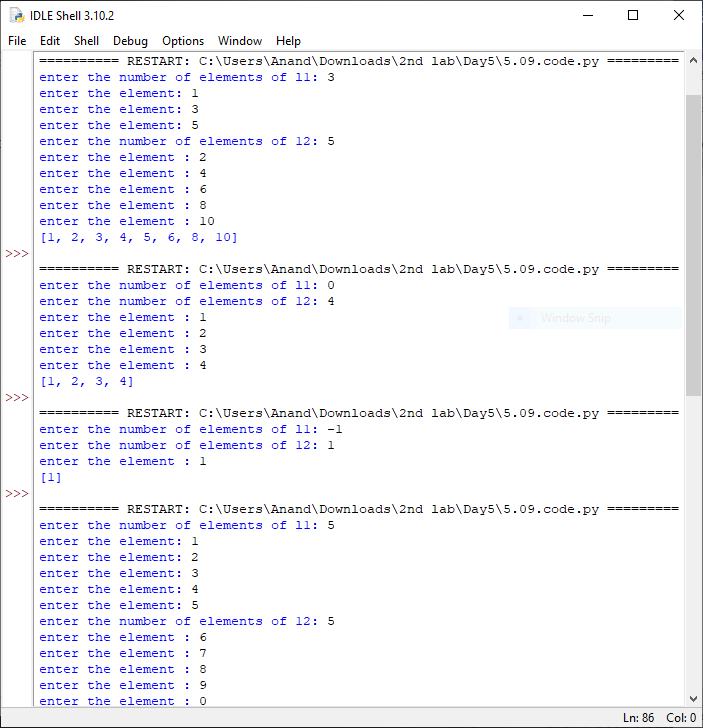 IDLE Shell 3.10.2
File Edit Shell Debug Options Window Help
========== RESTART: C:\Users\Anand\Downloads\2nd lab\Day5\5.09.code.py =========
enter the number of elements of l1: 3
enter the element: 1
enter the element: 3
enter the element: 5
enter the number of elements of l2: 5
enter the element : 2
enter the element : 4
enter the element : 6
enter the element : 8
enter the element : 10
[1, 2, 3, 4, 5, 6, 8, 10]
>>>
========== RESTART: C:\Users\Anand\Downloads\2nd lab\Day5\5.09.code.py =========
enter the number of elements of l1: 0
enter the number of elements of l2: 4
enter the element : 1
Window Snip
enter the element : 2
enter the element : 3
enter the element : 4
[1, 2, 3, 4]
>>>
========== RESTART: C:\Users\Anand\Downloads\2nd lab\Day5\5.09.code.py =========
enter the number of elements of l1: -1
enter the number of elements of l2: 1
enter the element : 1
[1]
>>>
========== RESTART: C:\Users\Anand\Downloads\2nd lab\Day5\5.09.code.py =========
enter the number of elements of l1: 5
enter the element: 1
enter the element: 2
enter the element: 3
enter the element: 4
enter the element: 5
enter the number of elements of l2: 5
enter the element : 6
enter the element : 7
enter the element : 8
enter the element : 9
enter the element : 0
Ln: 86 Col: 0